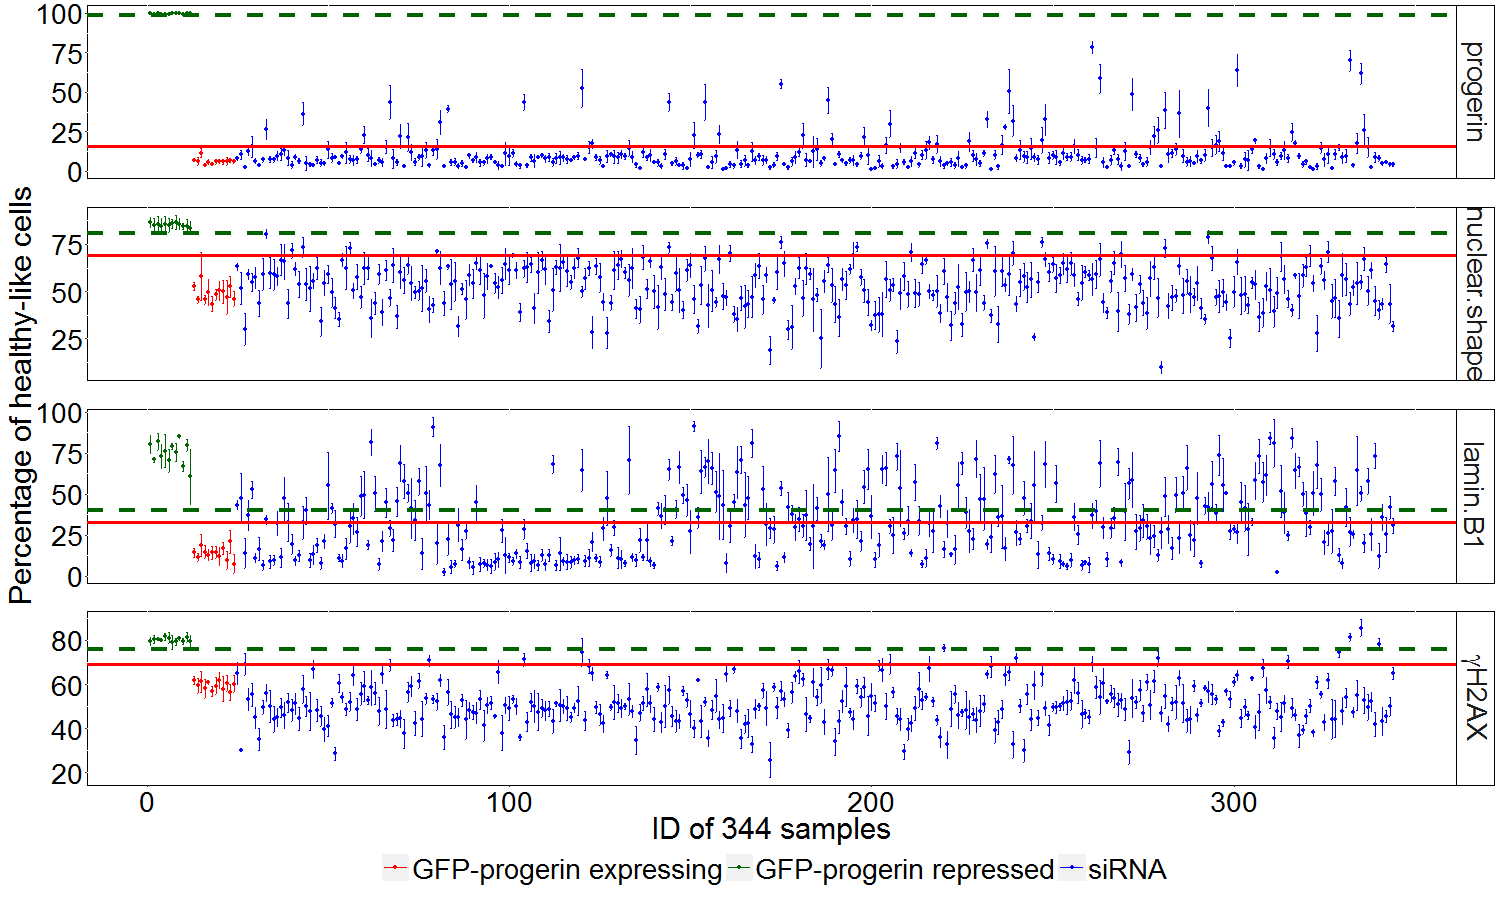 Percentage of healthy-like cells
100
75
50
25
0
progerin
75
50
25
nuclear.shape
100
75
50
25
0
lamin.B1
80
60
40
20
γH2AX
0 100 200 300
ID of 344 samples
GFP-progerin expressing GFP-progerin repressed siRNA